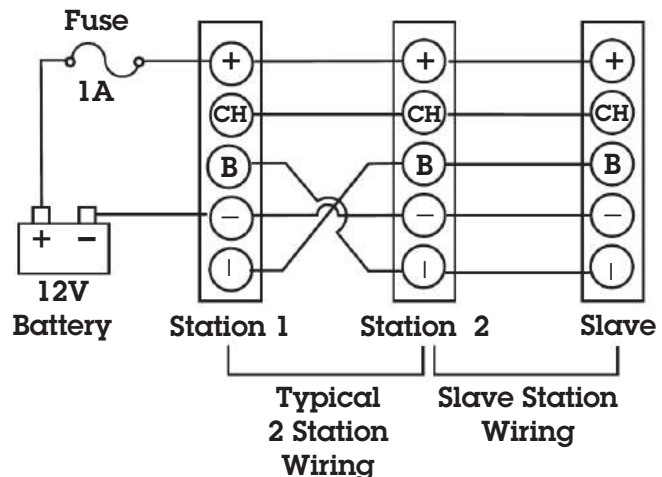 Fuse
1A
+ + +
CH CH CH
B B B
− − −
I I I
+ −
12V
Battery
Station 1 Station 2 Slave
Typical
2 Station
Wiring
Slave Station
Wiring